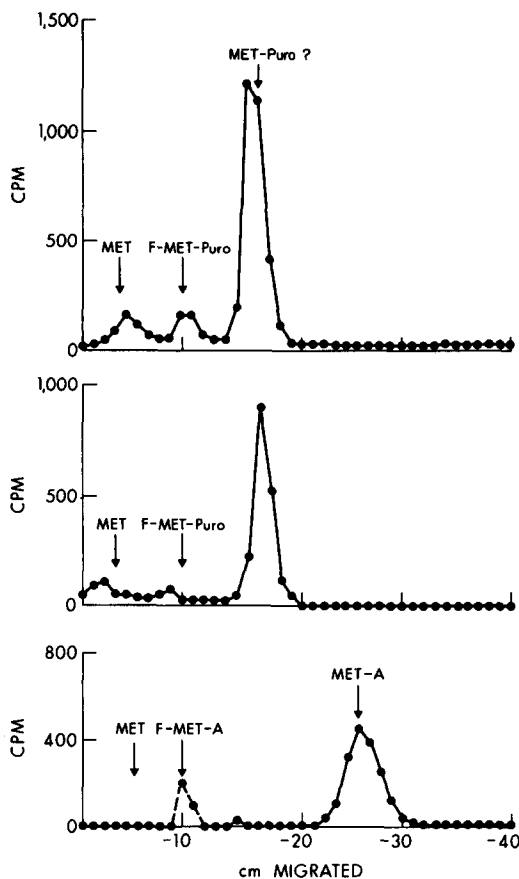 1,500
MET-Puro ?
1,000
CPM
500
MET F-MET-Puro
0
1,000
CPM
500
MET F-MET-Puro
0
800
MET-A
CPM
400
MET F-MET-A
0
-10 -20 -30 -40
cm MIGRATED